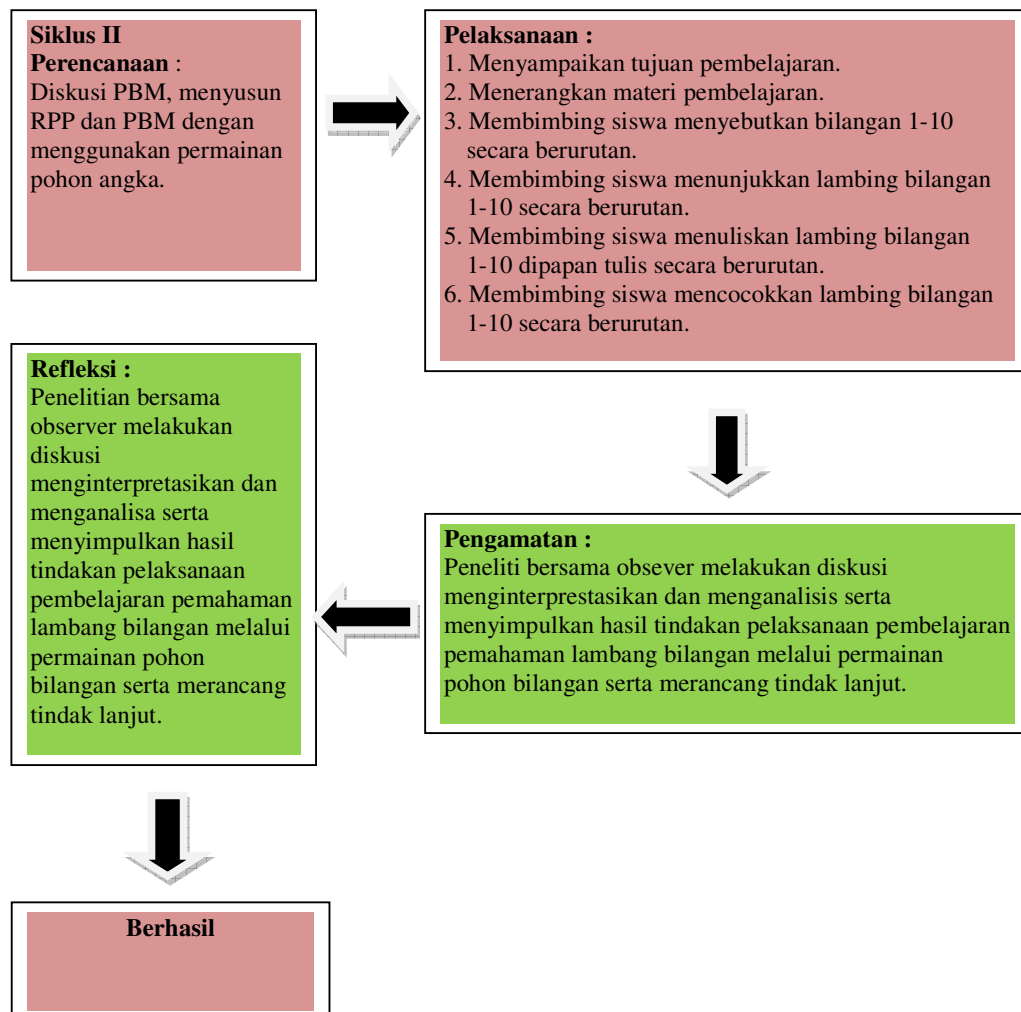 Siklus II
Perencanaan :
Diskusi PBM, menyusun
RPP dan PBM dengan
menggunakan permainan
pohon angka.
Pelaksanaan :
1. Menyampaikan tujuan pembelajaran.
2. Menerangkan materi pembelajaran.
3. Membimbing siswa menyebutkan bilangan 1-10
secara berurutan.
4. Membimbing siswa menunjukkan lambing bilangan
1-10 secara berurutan.
5. Membimbing siswa menuliskan lambing bilangan
1-10 dipapan tulis secara berurutan.
6. Membimbing siswa mencocokkan lambing bilangan
1-10 secara berurutan.
Pengamatan :
Peneliti bersama obsever melakukan diskusi
menginterprestasikan dan menganalisis serta
menyimpulkan hasil tindakan pelaksanaan pembelajaran
pemahaman lambang bilangan melalui permainan
pohon bilangan serta merancang tindak lanjut.
Refleksi :
Penelitian bersama
observer melakukan
diskusi
menginterpretasikan dan
menganalisa serta
menyimpulkan hasil
tindakan pelaksanaan
pembelajaran pemahaman
lambang bilangan melalui
permainan pohon
bilangan serta merancang
tindak lanjut.
Berhasil